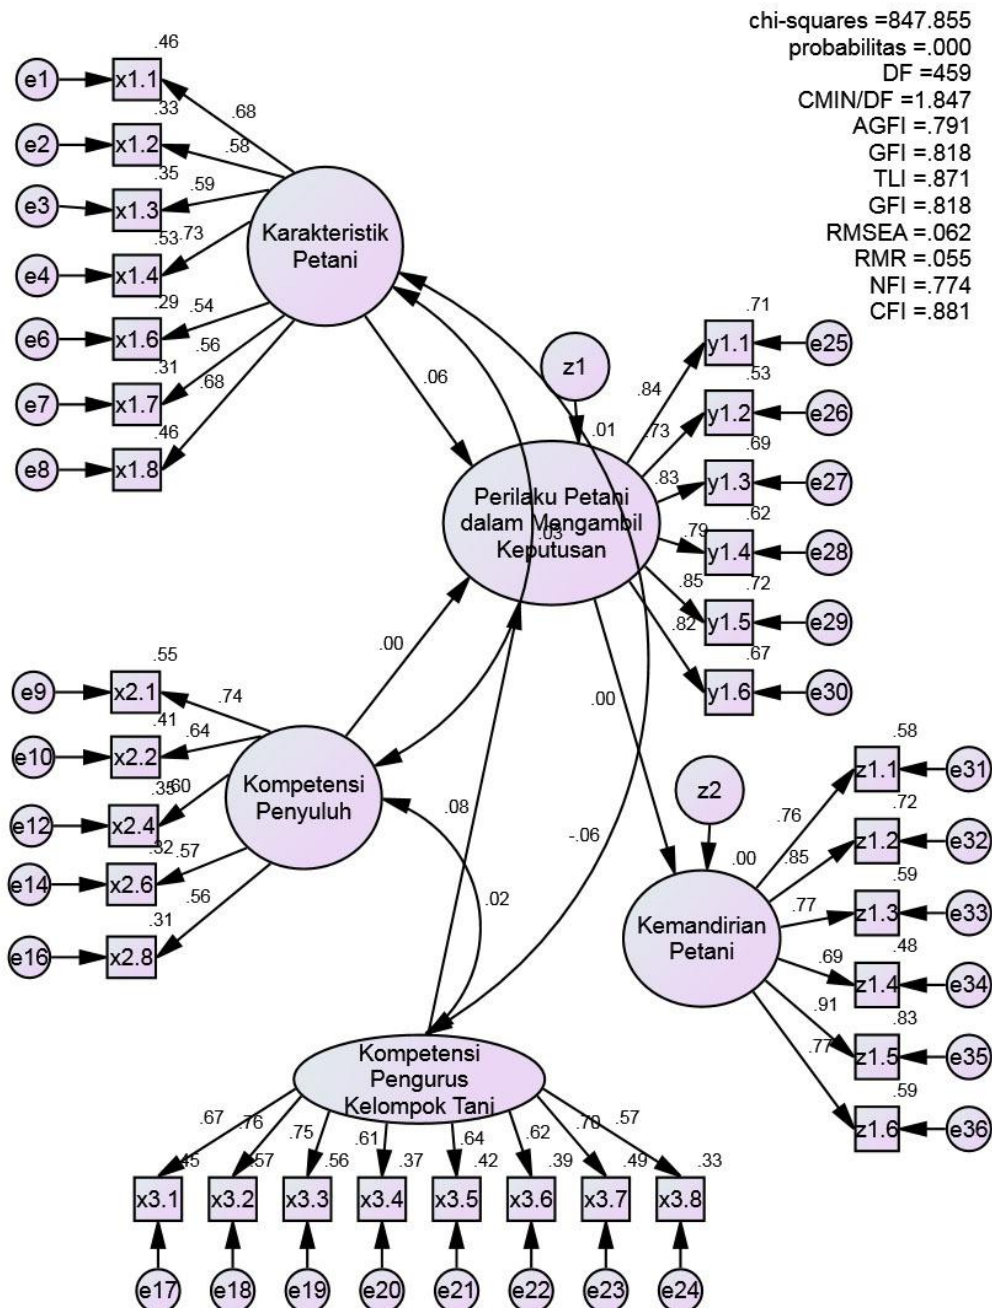 chi-squares =847.855
probabilitas =.000
DF =459
CMIN/DF =1.847
AGFI =.791
GFI =.818
TLI =.871
GFI =.818
RMSEA =.062
RMR =.055
NFI =.774
CFI =.881
.46
e1 x1.1
.68
.33
e2 x1.2
.58
.35
e3 x1.3
.59
.53
.73
e4 x1.4
.29
.54
e6 x1.6
.56
.31
e7 x1.7
.68
.46
e8 x1.8
Karakteristik
Petani
.06
z1
.01
Perilaku Petani
dalam Mengambil
Keputusan
.03
.71
y1.1 e25
.84
.53
y1.2 e26
.73
.69
y1.3 e27
.83
.62
y1.4 e28
.79
.72
y1.5 e29
.85
.67
y1.6 e30
.82
.00
.00
.55
e9 x2.1
.74
.41
e10 x2.2
.64
.35
.60
e12 x2.4
.32
.57
e14 x2.6
.56
.31
e16 x2.8
Kompetensi
Penyuluh
.08
-.06
.02
z2
.00
Kemandirian
Petani
.58
z1.1 e31
.76
.72
z1.2 e32
.85
.59
z1.3 e33
.77
.48
z1.4 e34
.69
.83
z1.5 e35
.91
.59
z1.6 e36
.77
Kompetensi
Pengurus
Kelompok Tani
.67 .76 .75 .61 .64 .62 .70 .57
.45 .57 .56 .37 .42 .39 .49 .33
x3.1 x3.2 x3.3 x3.4 x3.5 x3.6 x3.7 x3.8
e17 e18 e19 e20 e21 e22 e23 e24